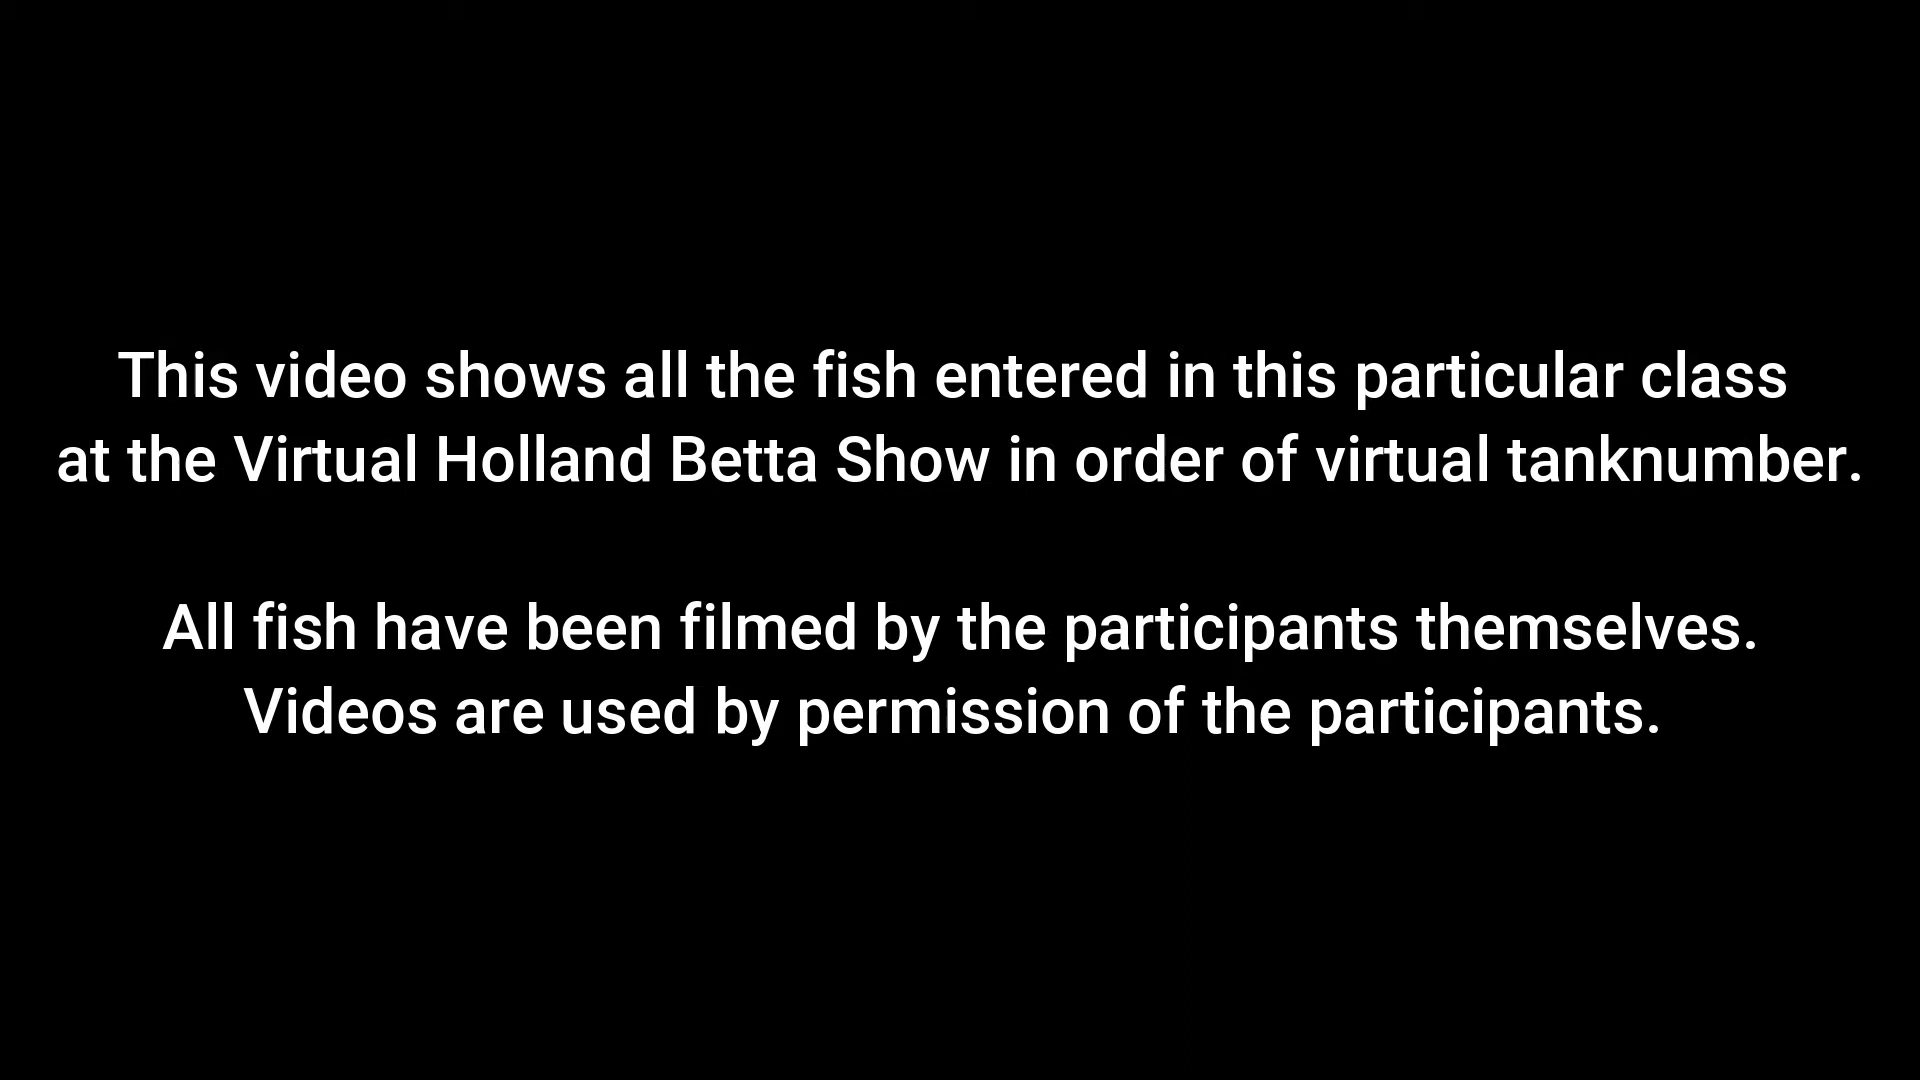 This video shows all the fish entered in this particular class
at the Virtual Holland Betta Show in order of virtual tanknumber.
All fish have been filmed by the participants themselves.
Videos are used by permission of the participants.